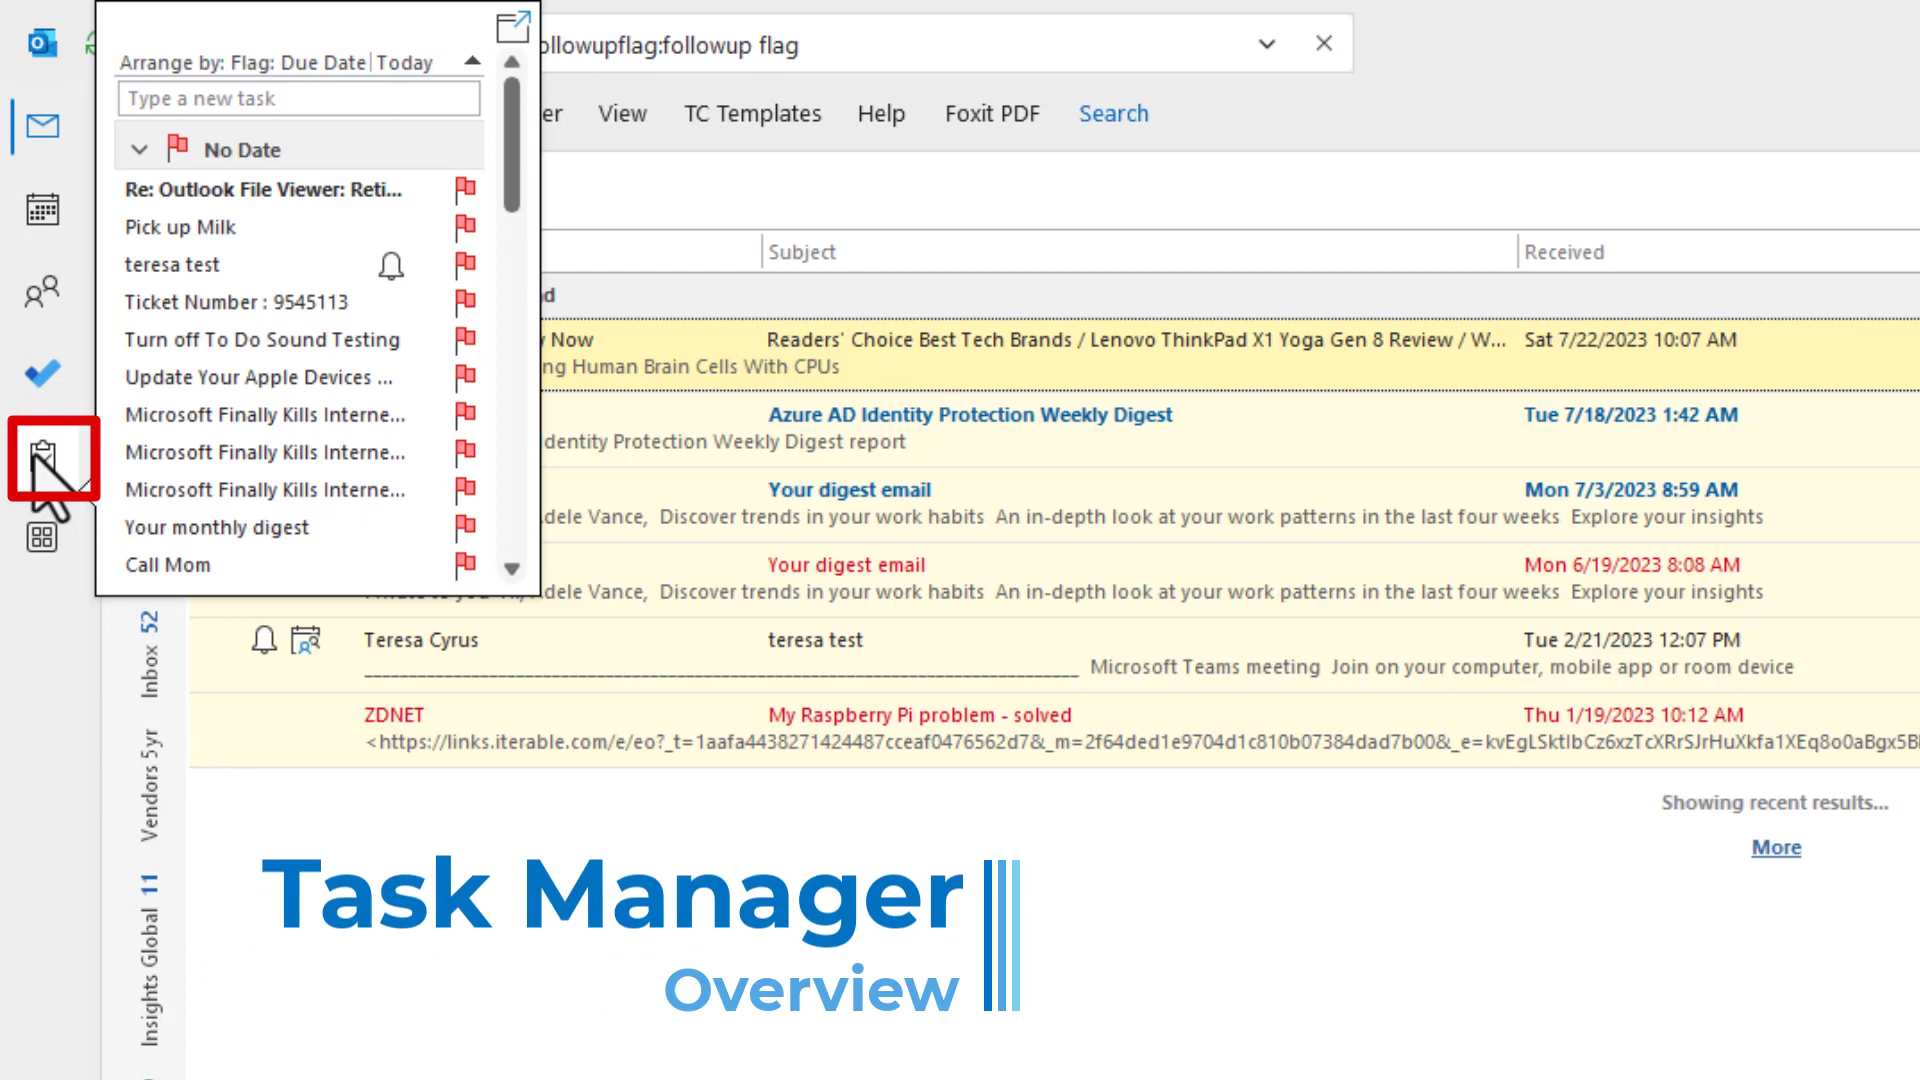 Arrange by: Flag: Due Date | Today
Type a new task
No Date
Re: Outlook File Viewer: Reti...
Pick up Milk
teresa test
Ticket Number : 9545113
Turn off To Do Sound Testing
Update Your Apple Devices ...
Microsoft Finally Kills Interne...
Microsoft Finally Kills Interne...
Microsoft Finally Kills Interne...
Your monthly digest
Call Mom
ollowupflag:followup flag
er View TC Templates Help Foxit PDF Search
Subject Received
d
Now Readers' Choice Best Tech Brands / Lenovo ThinkPad X1 Yoga Gen 8 Review / W... Sat 7/22/2023 10:07 AM
ng Human Brain Cells With CPUs
Azure AD Identity Protection Weekly Digest Tue 7/18/2023 1:42 AM
dentity Protection Weekly Digest report
Your digest email Mon 7/3/2023 8:59 AM
dele Vance, Discover trends in your work habits An in-depth look at your work patterns in the last four weeks Explore your insights
Your digest email Mon 6/19/2023 8:08 AM
dele Vance, Discover trends in your work habits An in-depth look at your work patterns in the last four weeks Explore your insights
Teresa Cyrus teresa test Tue 2/21/2023 12:07 PM
Microsoft Teams meeting Join on your computer, mobile app or room device
ZDNET My Raspberry Pi problem - solved Thu 1/19/2023 10:12 AM
<https://links.iterable.com/e/eo?_t=1aafa4438271424487cceaf0476562d7&_m=2f64ded1e9704d1c810b07384dad7b00&_e=kvEgLSktIbCz6xzTcXRrSJrHuXkfa1XEq8o0aBgx5B
Showing recent results...
More
Inbox 52
Vendors 5yr
Insights Global 11
Task Manager
Overview